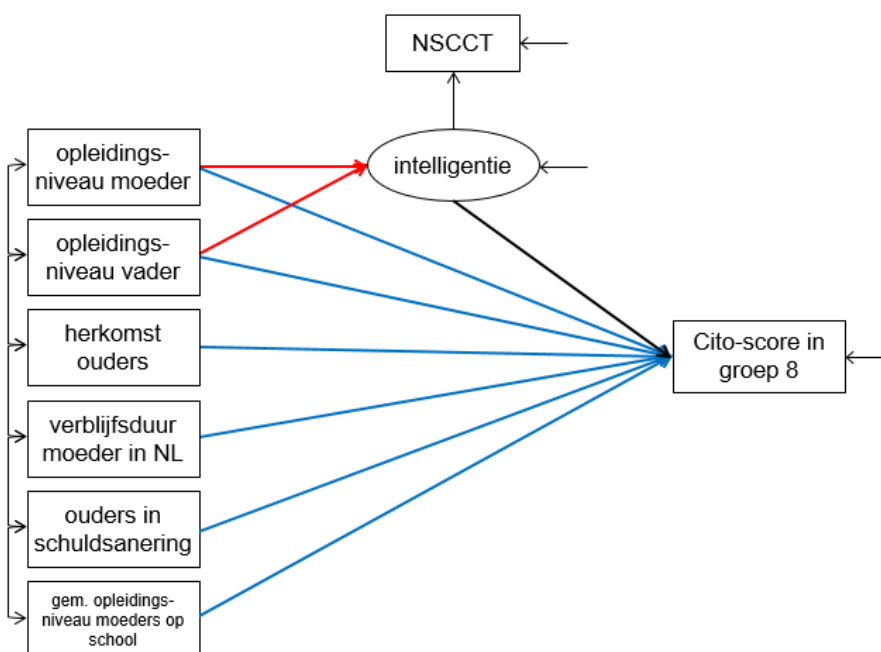 NSCCT
opleidings-
niveau moeder
intelligentie
opleidings-
niveau vader
herkomst
ouders
Cito-score in
groep 8
verblijfsduur
moeder in NL
ouders in
schuldsanering
gem. opleidings-
niveau moeders op
school